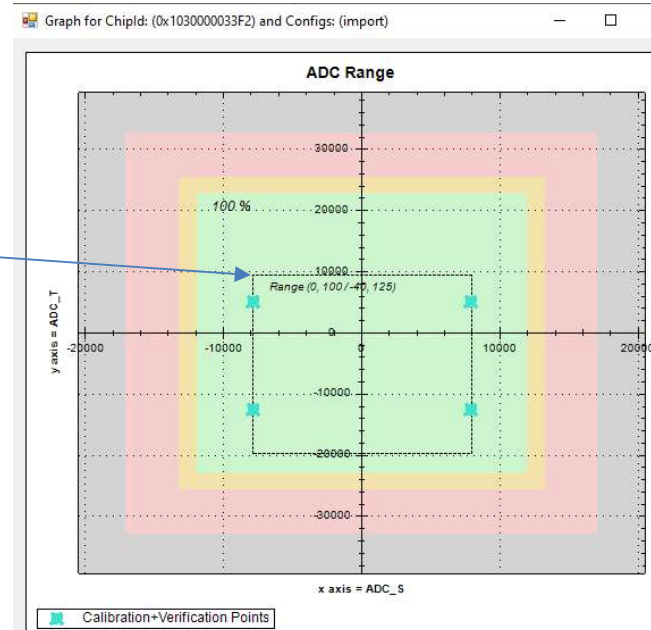 Graph for ChipId: (0x1030000033F2) and Configs: (import)
ADC Range
30000
100 %
20000
10000
Range (0, 100 / -40, 125)
y axis = ADC_T
0
-20000
-10000
10000
20000
-10000
-20000
-30000
x axis = ADC_S
Calibration+Verification Points